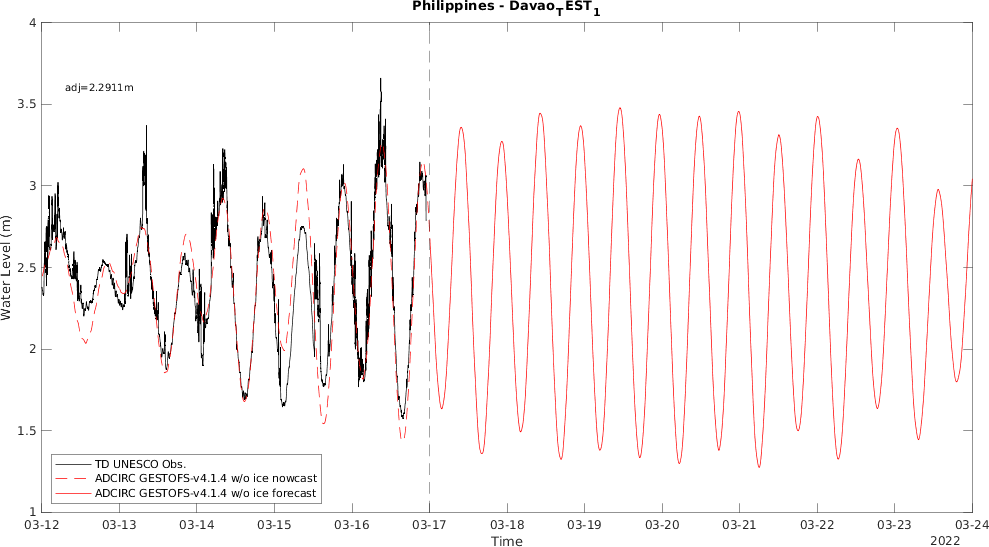 Philippines - Davao_TEST_1
4
3.5
3
2.5
2
1.5
1
Water Level (m)
adj=2.2911m
TD UNESCO Obs.
ADCIRC GESTOFS-v4.1.4 w/o ice nowcast
ADCIRC GESTOFS-v4.1.4 w/o ice forecast
03-12 03-13 03-14 03-15 03-16 03-17 03-18 03-19 03-20 03-21 03-22 03-23 03-24
Time
2022